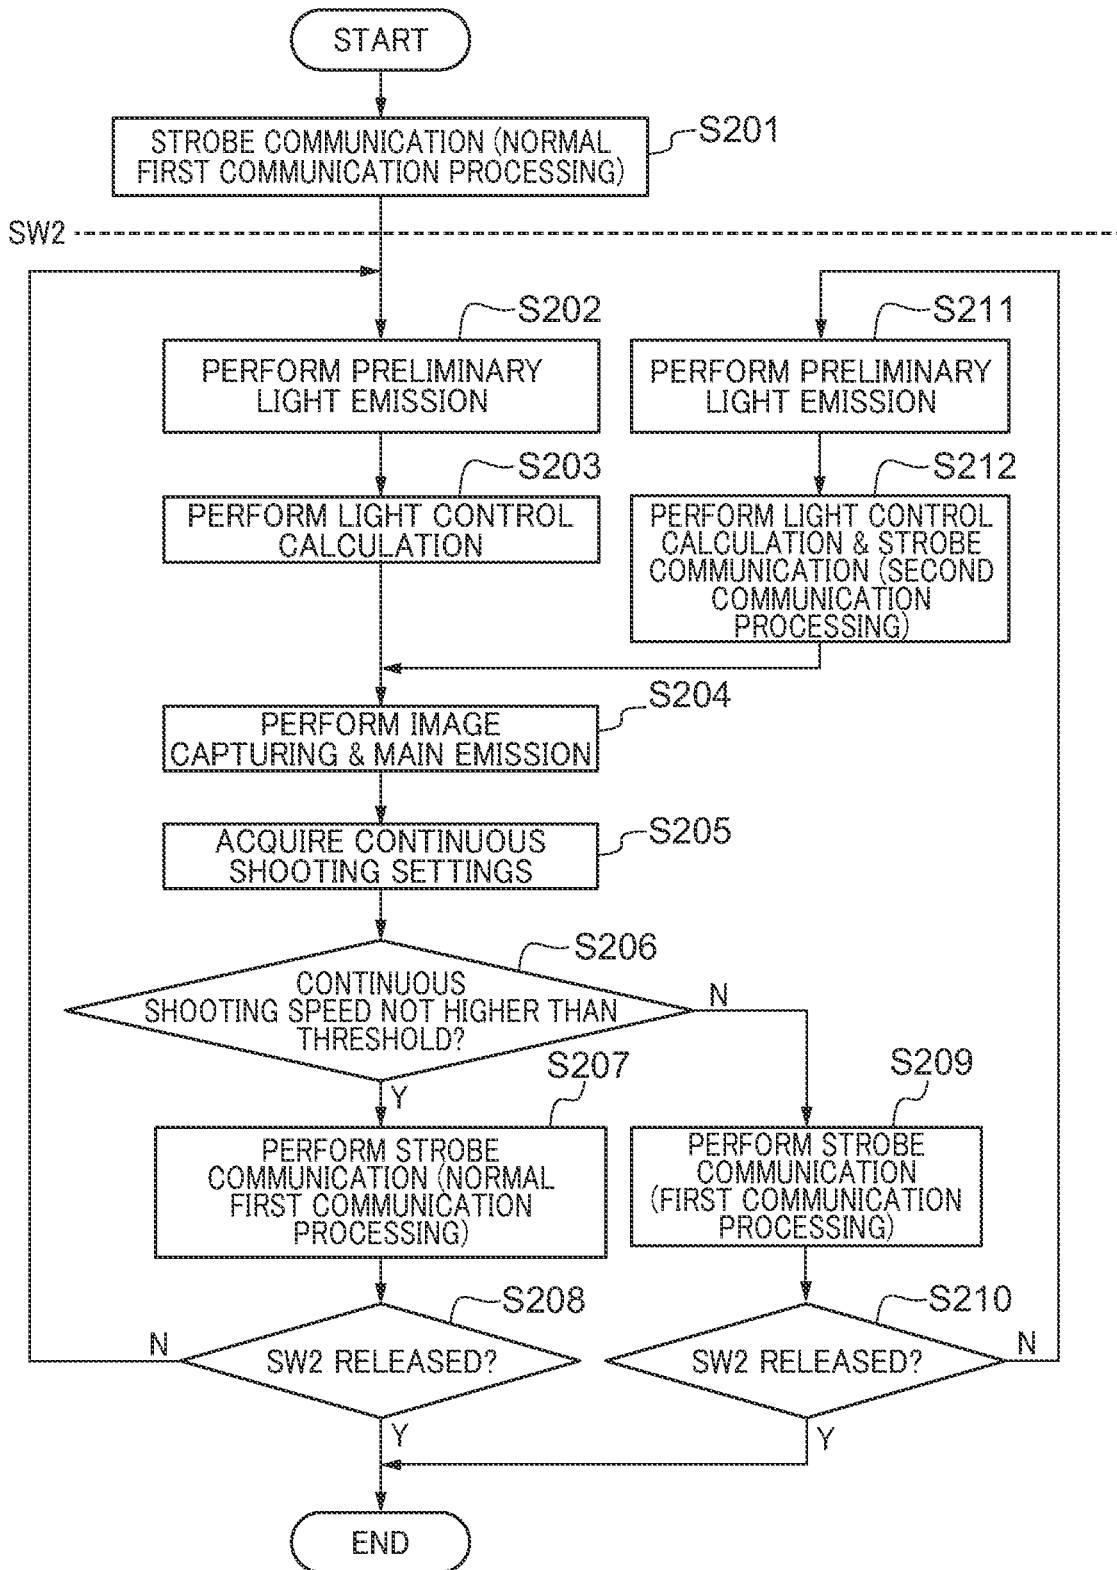 START
STROBE COMMUNICATION (NORMAL
FIRST COMMUNICATION PROCESSING)
S201
SW2
S202
PERFORM PRELIMINARY
LIGHT EMISSION
S211
PERFORM PRELIMINARY
LIGHT EMISSION
S203
PERFORM LIGHT CONTROL
CALCULATION
S212
PERFORM LIGHT CONTROL
CALCULATION & STROBE
COMMUNICATION (SECOND
COMMUNICATION
PROCESSING)
S204
PERFORM IMAGE
CAPTURING & MAIN EMISSION
S205
ACQUIRE CONTINUOUS
SHOOTING SETTINGS
S206
CONTINUOUS
SHOOTING SPEED NOT HIGHER THAN
THRESHOLD?
N
Y
S207
PERFORM STROBE
COMMUNICATION (NORMAL
FIRST COMMUNICATION
PROCESSING)
S209
PERFORM STROBE
COMMUNICATION
(FIRST COMMUNICATION
PROCESSING)
S208
N
SW2 RELEASED?
Y
S210
SW2 RELEASED?
N
Y
END